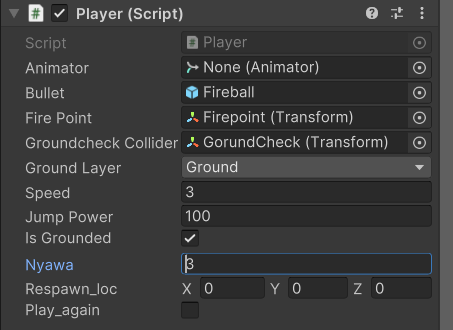 Player (Script)
Script Player
Animator None (Animator)
Bullet Fireball
Fire Point Firepoint (Transform)
Groundcheck Collider GorundCheck (Transform)
Ground Layer Ground
Speed 3
Jump Power 100
Is Grounded
Nyawa 3
Respawn_loc X 0 Y 0 Z 0
Play_again